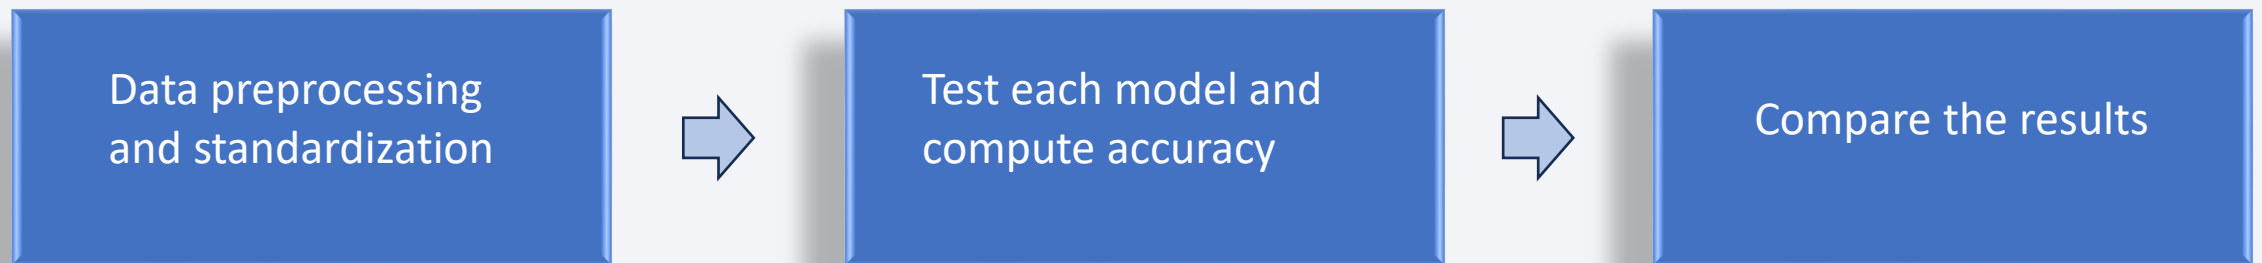 Data preprocessing
and standardization
Test each model and
compute accuracy
Compare the results